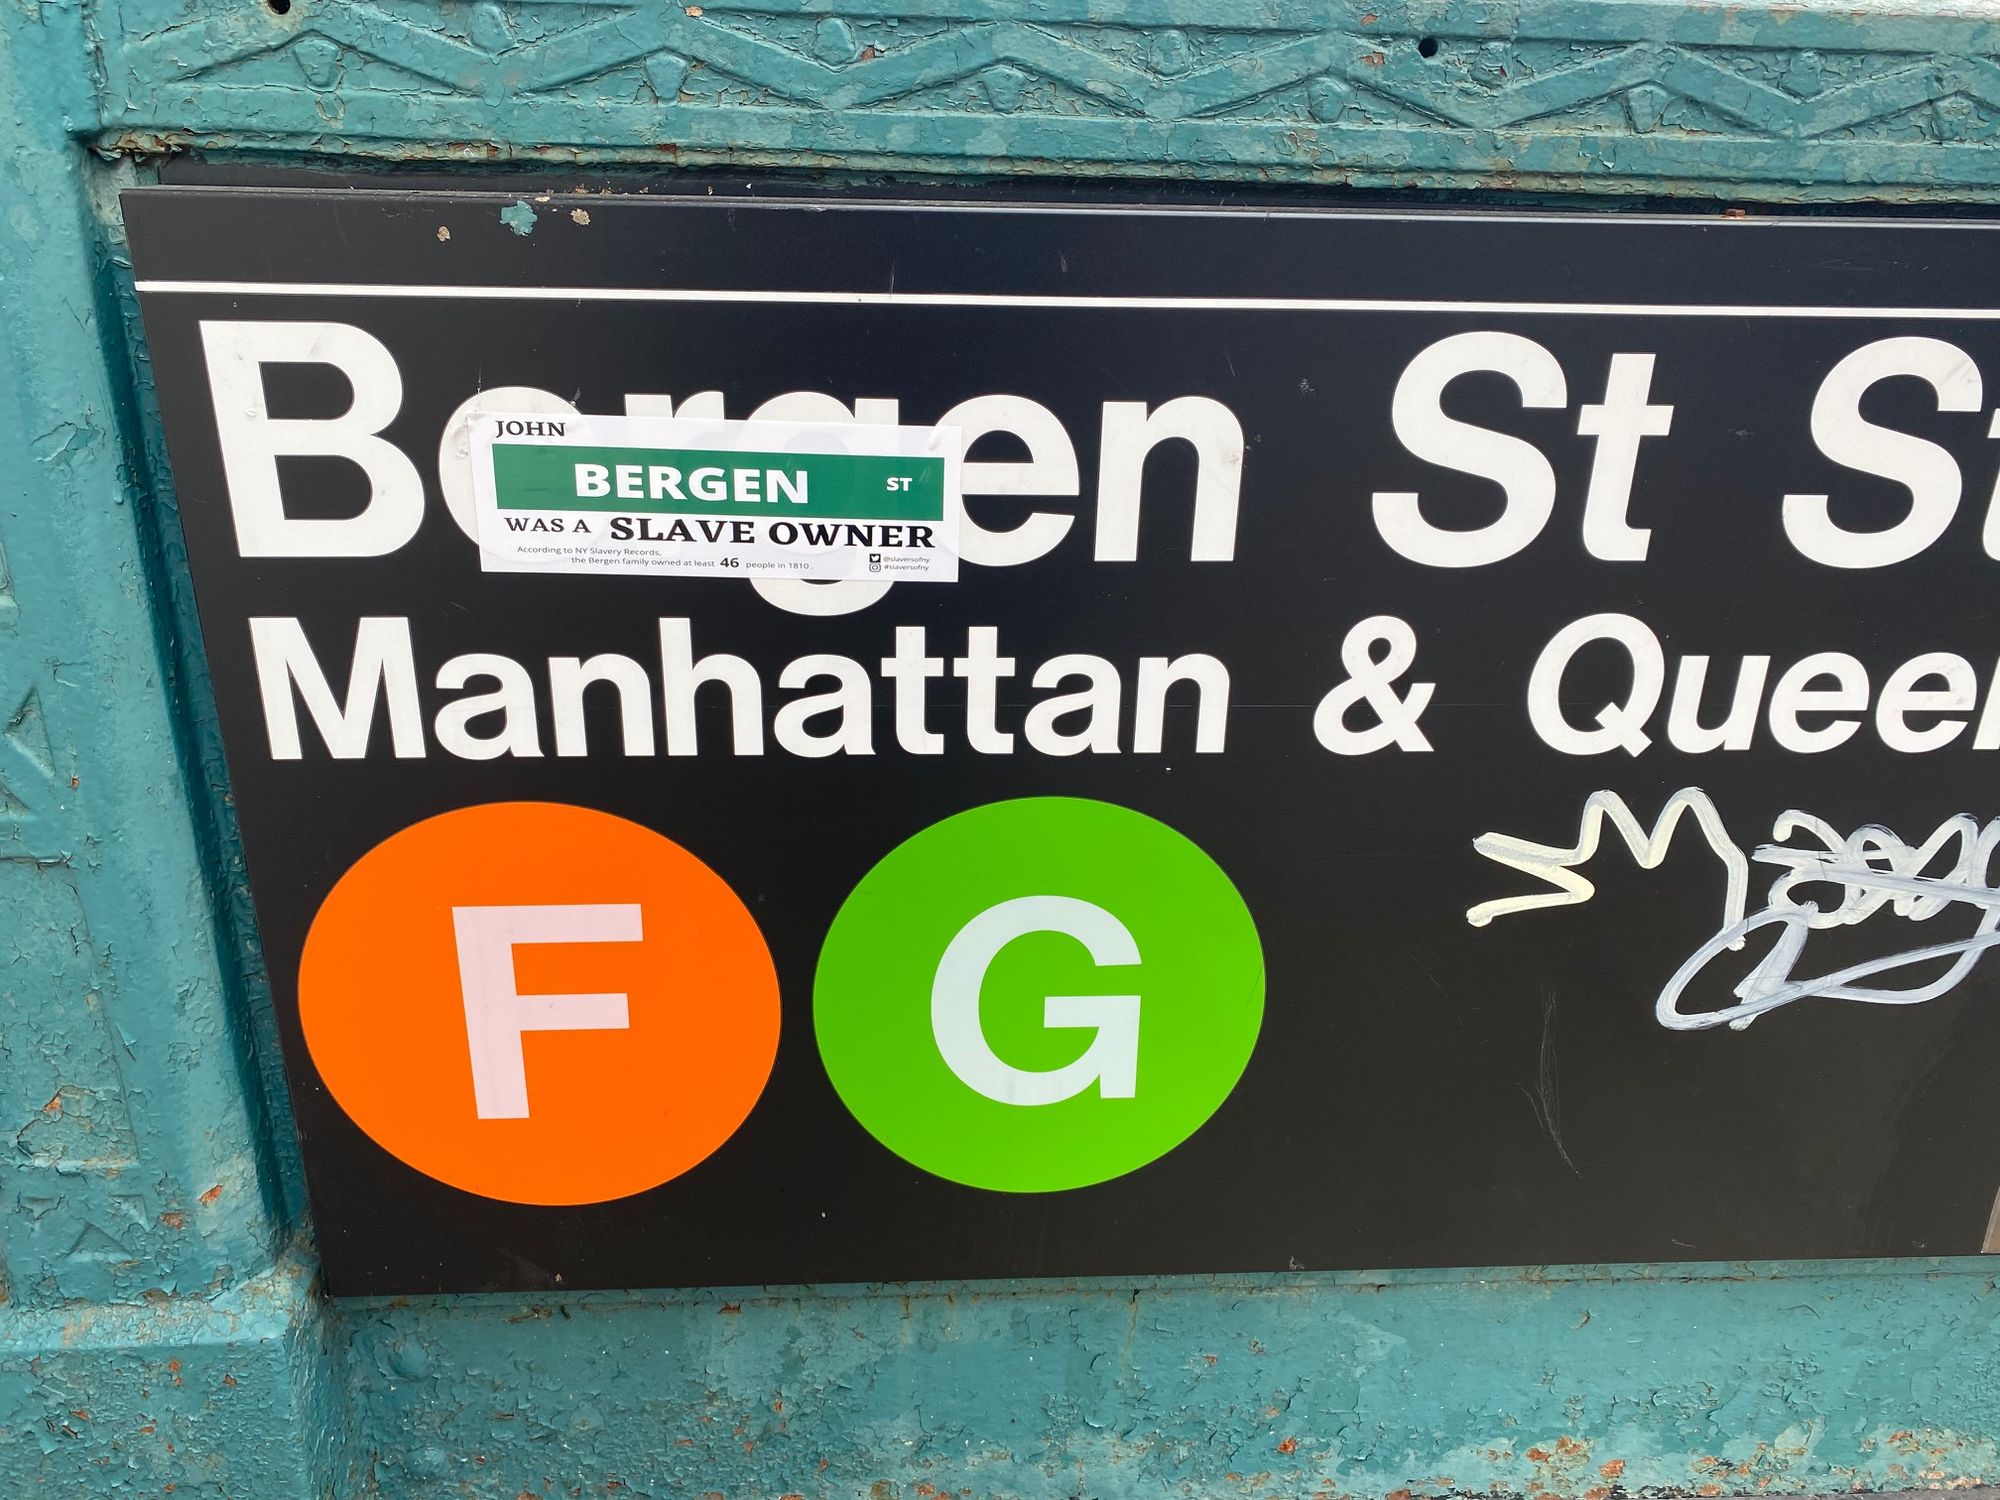 Bergen St St
JOHN
BERGEN ST
WAS A SLAVE OWNER
According to NY Slavery Records,
the Bergen family owned at least 46 people in 1810.
@slaversofny
#slaversofny
Manhattan & Queen
F G